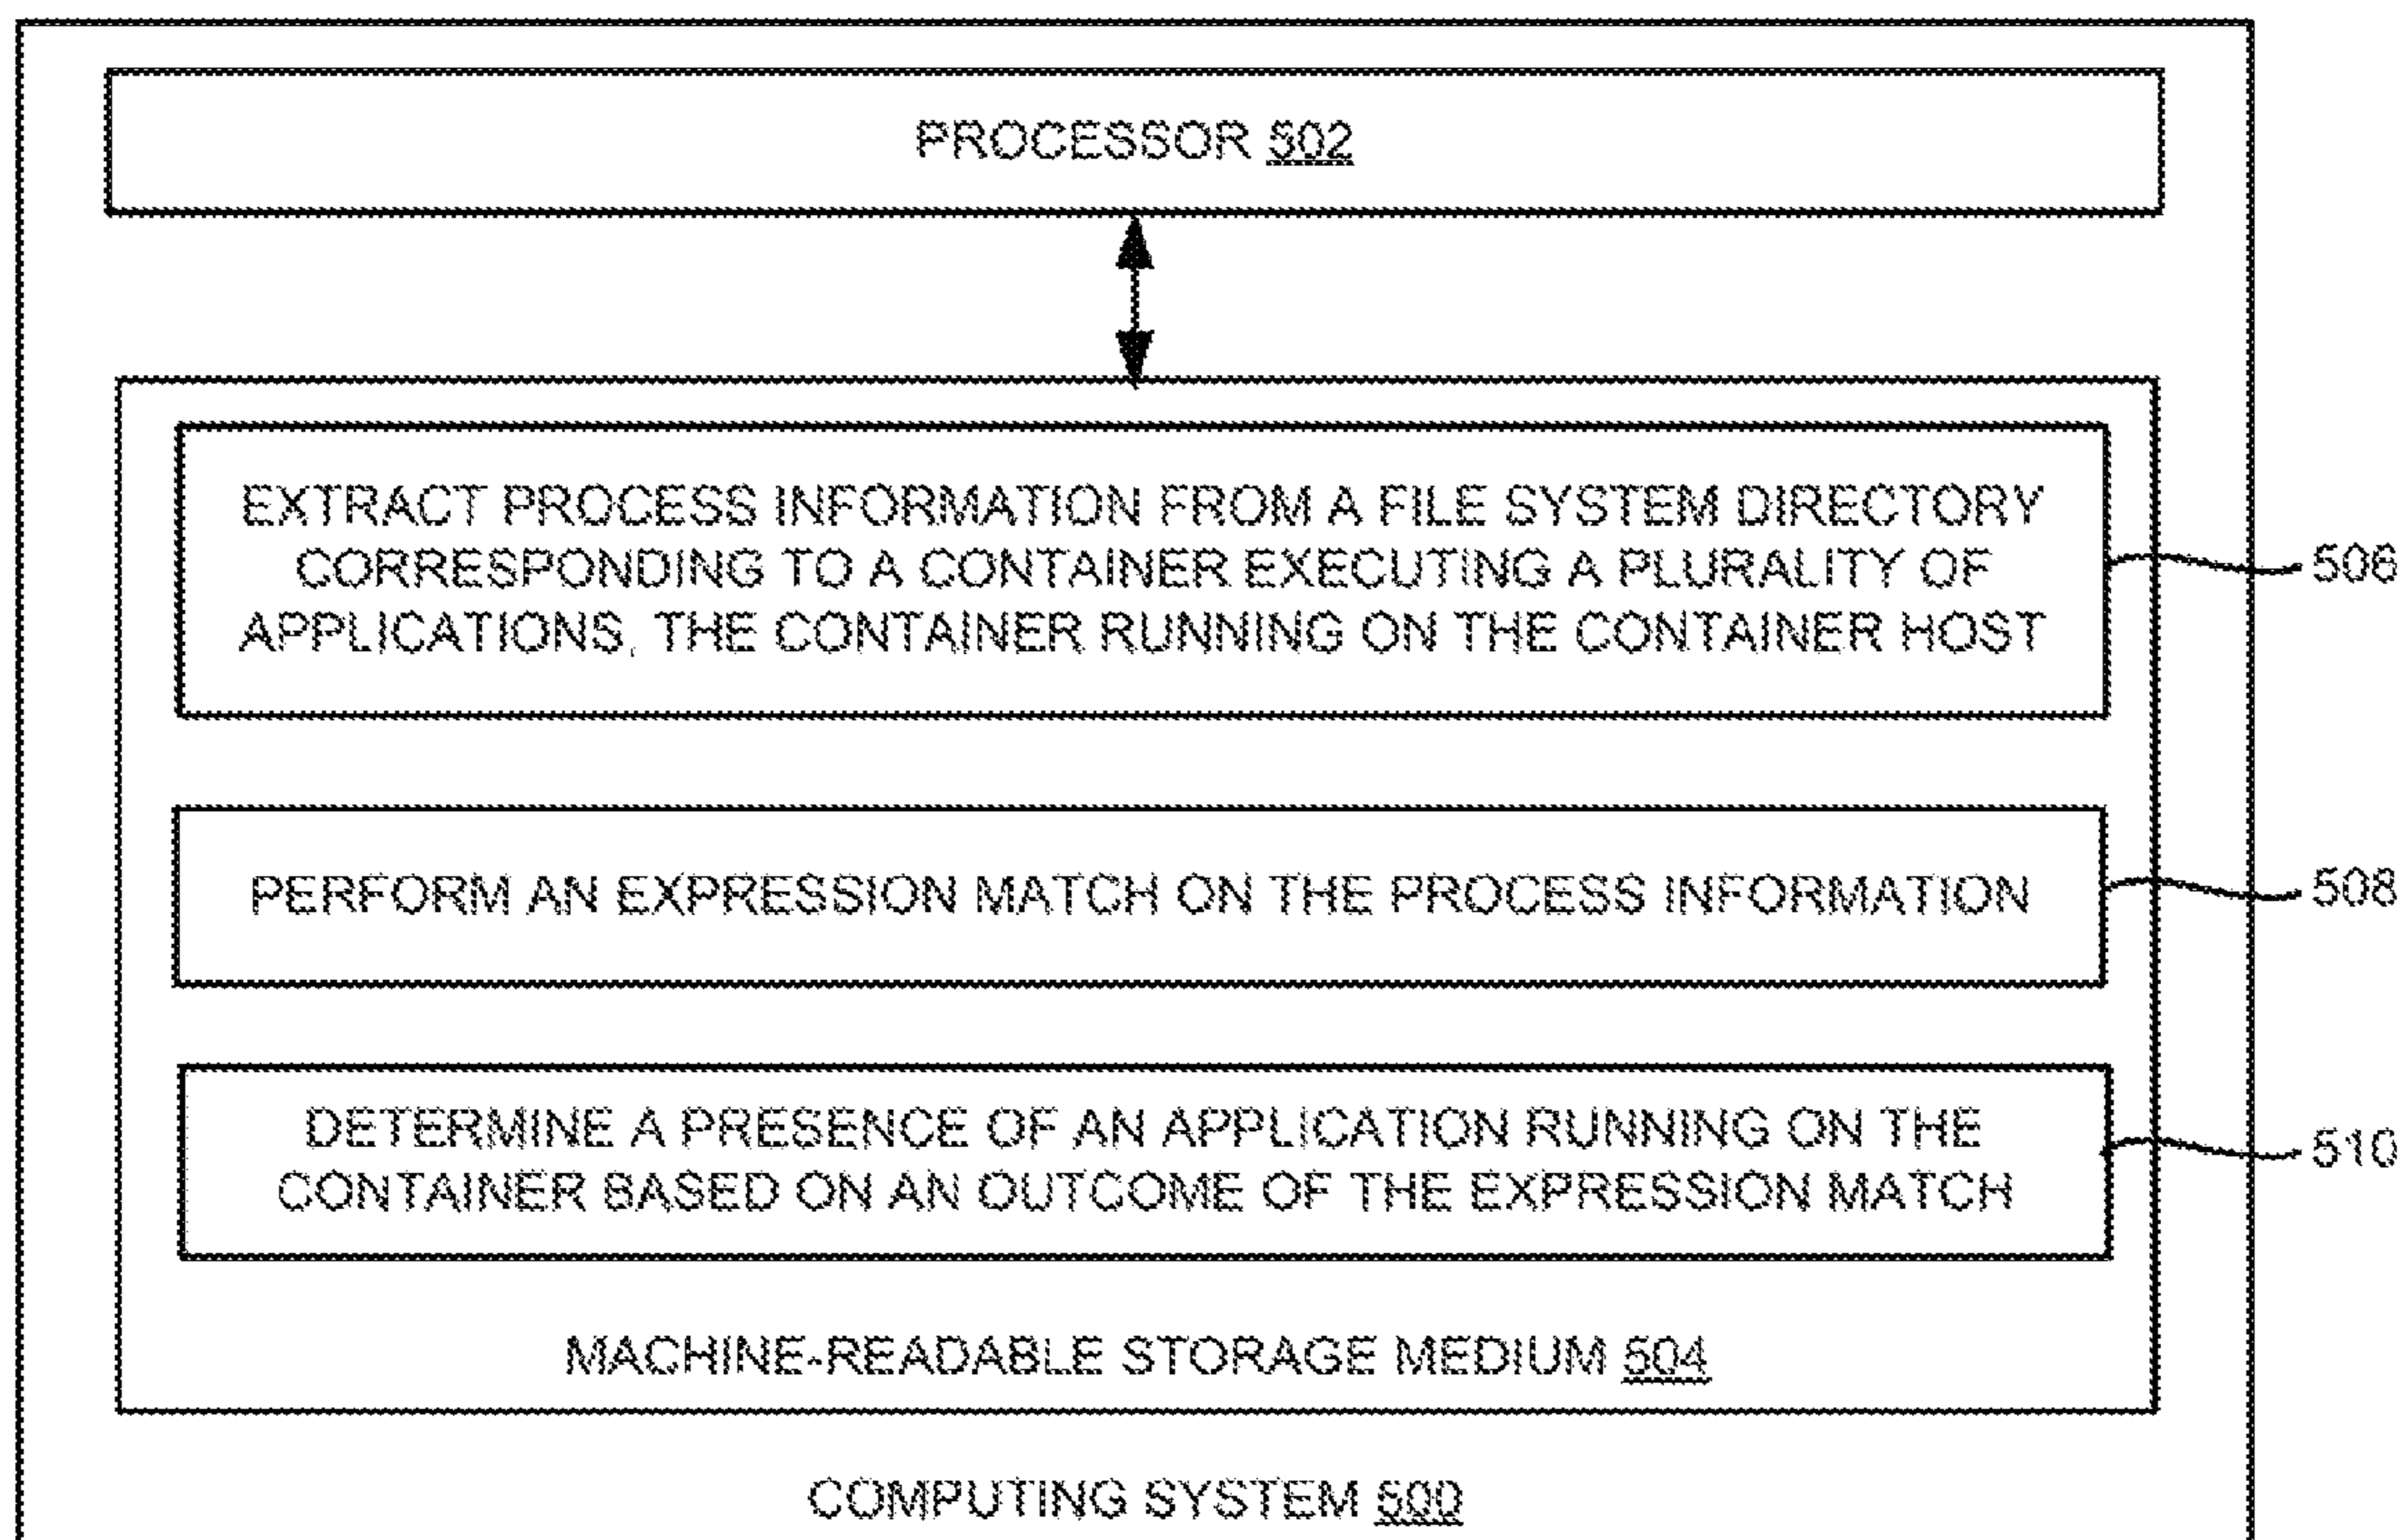 PROCESSOR 502
EXTRACT PROCESS INFORMATION FROM A FILE SYSTEM DIRECTORY
CORRESPONDING TO A CONTAINER EXECUTING A PLURALITY OF
APPLICATIONS, THE CONTAINER RUNNING ON THE CONTAINER HOST
506
PERFORM AN EXPRESSION MATCH ON THE PROCESS INFORMATION
508
DETERMINE A PRESENCE OF AN APPLICATION RUNNING ON THE
CONTAINER BASED ON AN OUTCOME OF THE EXPRESSION MATCH
510
MACHINE-READABLE STORAGE MEDIUM 504
COMPUTING SYSTEM 500